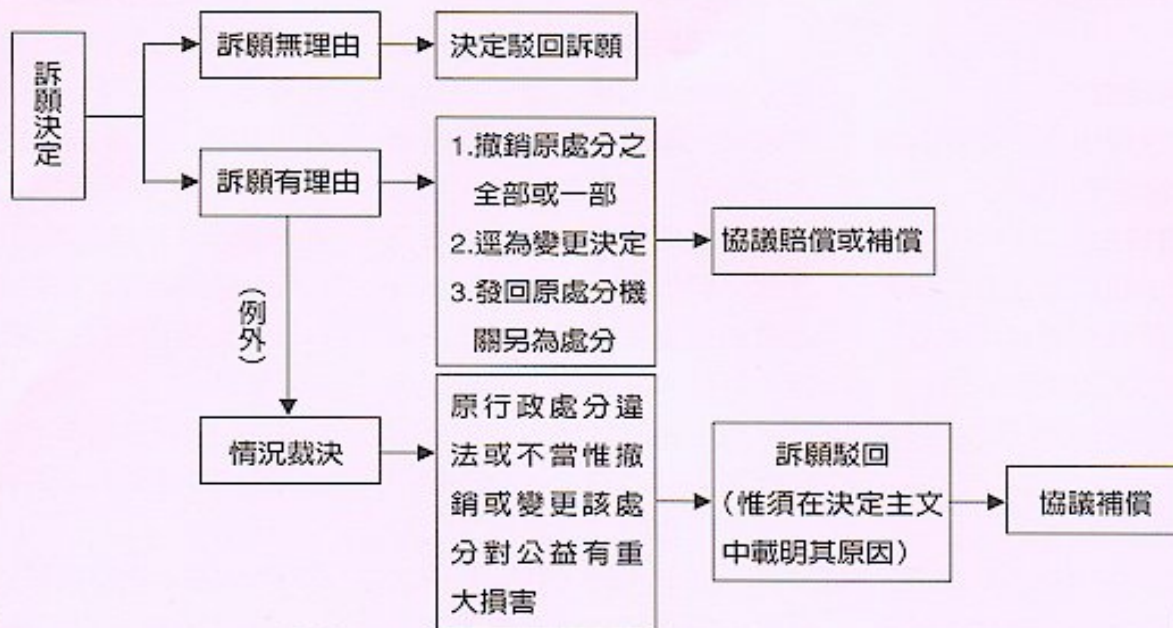 訴願決定
訴願無理由
決定駁回訴願
訴願有理由
1.撤銷原處分之
全部或一部
2.逕為變更決定
3.發回原處分機
關另為處分
協議賠償或補償
(例外)
情況裁決
原行政處分違
法或不當惟撤
銷或變更該處
分對公益有重
大損害
訴願駁回
(惟須在決定主文
中載明其原因)
協議補償